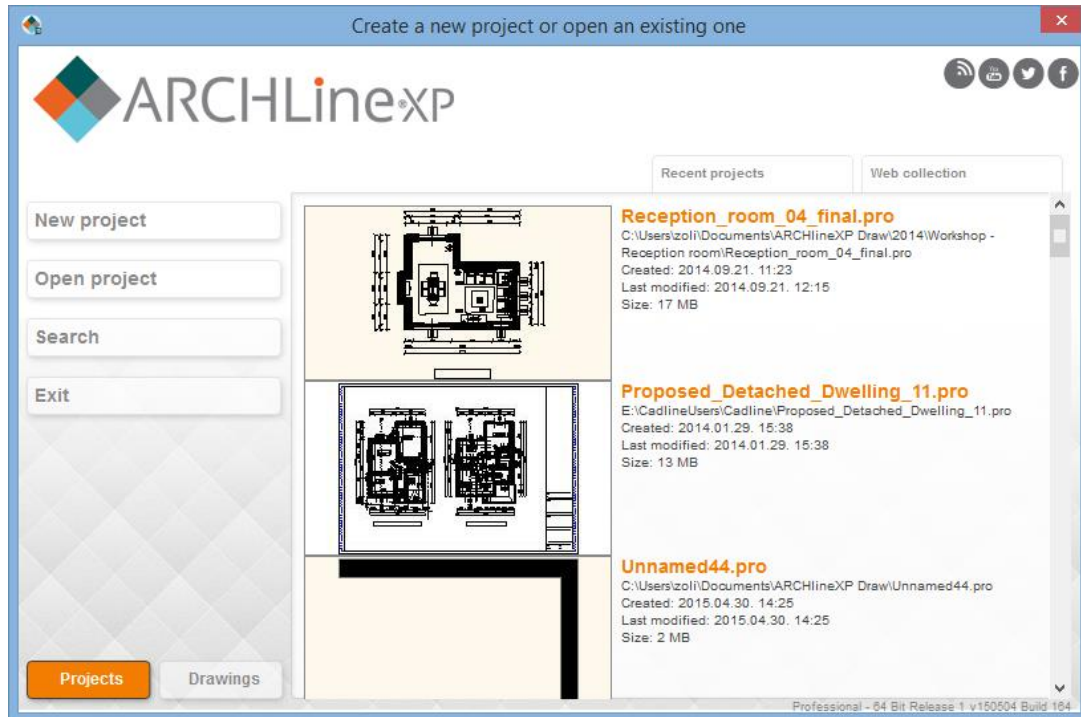 Create a new project or open an existing one
ARCHLine®XP
You
Recent projects
Web collection
New project
Open project
Search
Exit
Reception_room_04_final.pro
C:\Users\zoli\Documents\ARCHlineXP Draw\2014\Workshop -
Reception room\Reception_room_04_final.pro
Created: 2014.09.21. 11:23
Last modified: 2014.09.21. 12:15
Size: 17 MB
Proposed_Detached_Dwelling_11.pro
E:\CadlineUsers\Cadline\Proposed_Detached_Dwelling_11.pro
Created: 2014.01.29. 15:38
Last modified: 2014.01.29. 15:38
Size: 13 MB
Unnamed44.pro
C:\Users\zoli\Documents\ARCHlineXP Draw\Unnamed44.pro
Created: 2015.04.30. 14:25
Last modified: 2015.04.30. 14:25
Size: 2 MB
Projects
Drawings
Professional - 64 Bit Release 1 v150504 Build 164